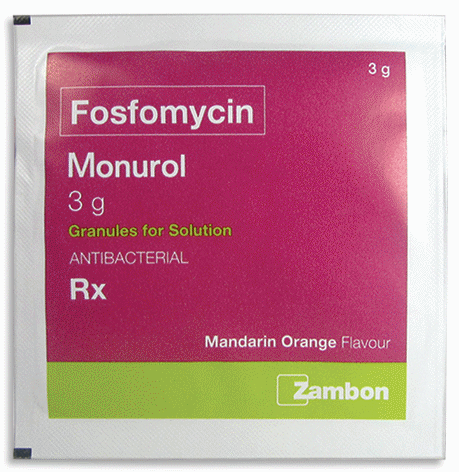 3 g
Fosfomycin
Monurol
3 g
Granules for Solution
ANTIBACTERIAL
Rx
Mandarin Orange Flavour
Zambon